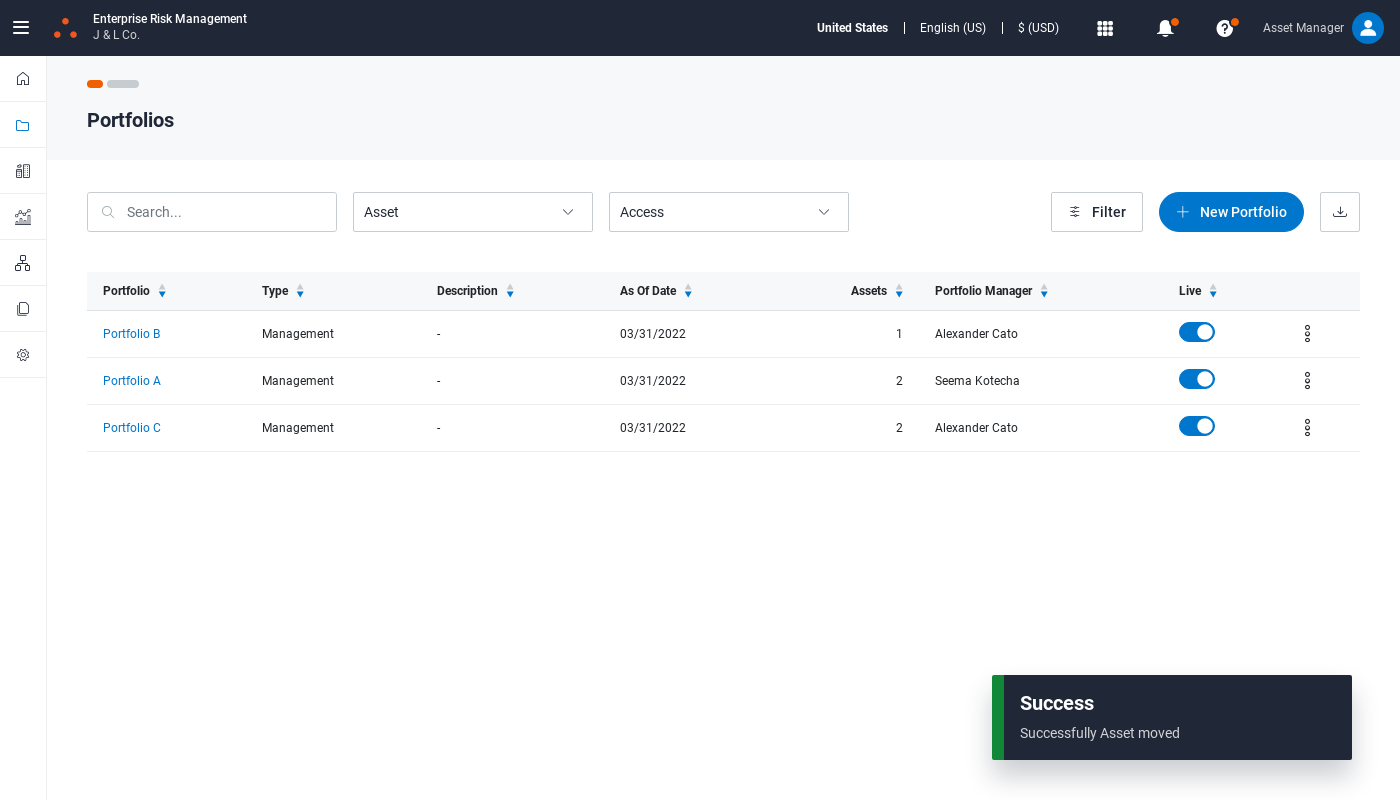 Enterprise Risk Management
J & L Co.
United States
English (US)
$ (USD)
Asset Manager
Portfolios
Search...
Asset
Access
Filter
New Portfolio
Portfolio Type Description As Of Date Assets Portfolio Manager Live
Portfolio B Management - 03/31/2022 1 Alexander Cato
Portfolio A Management - 03/31/2022 2 Seema Kotecha
Portfolio C Management - 03/31/2022 2 Alexander Cato
Success
Successfully Asset moved